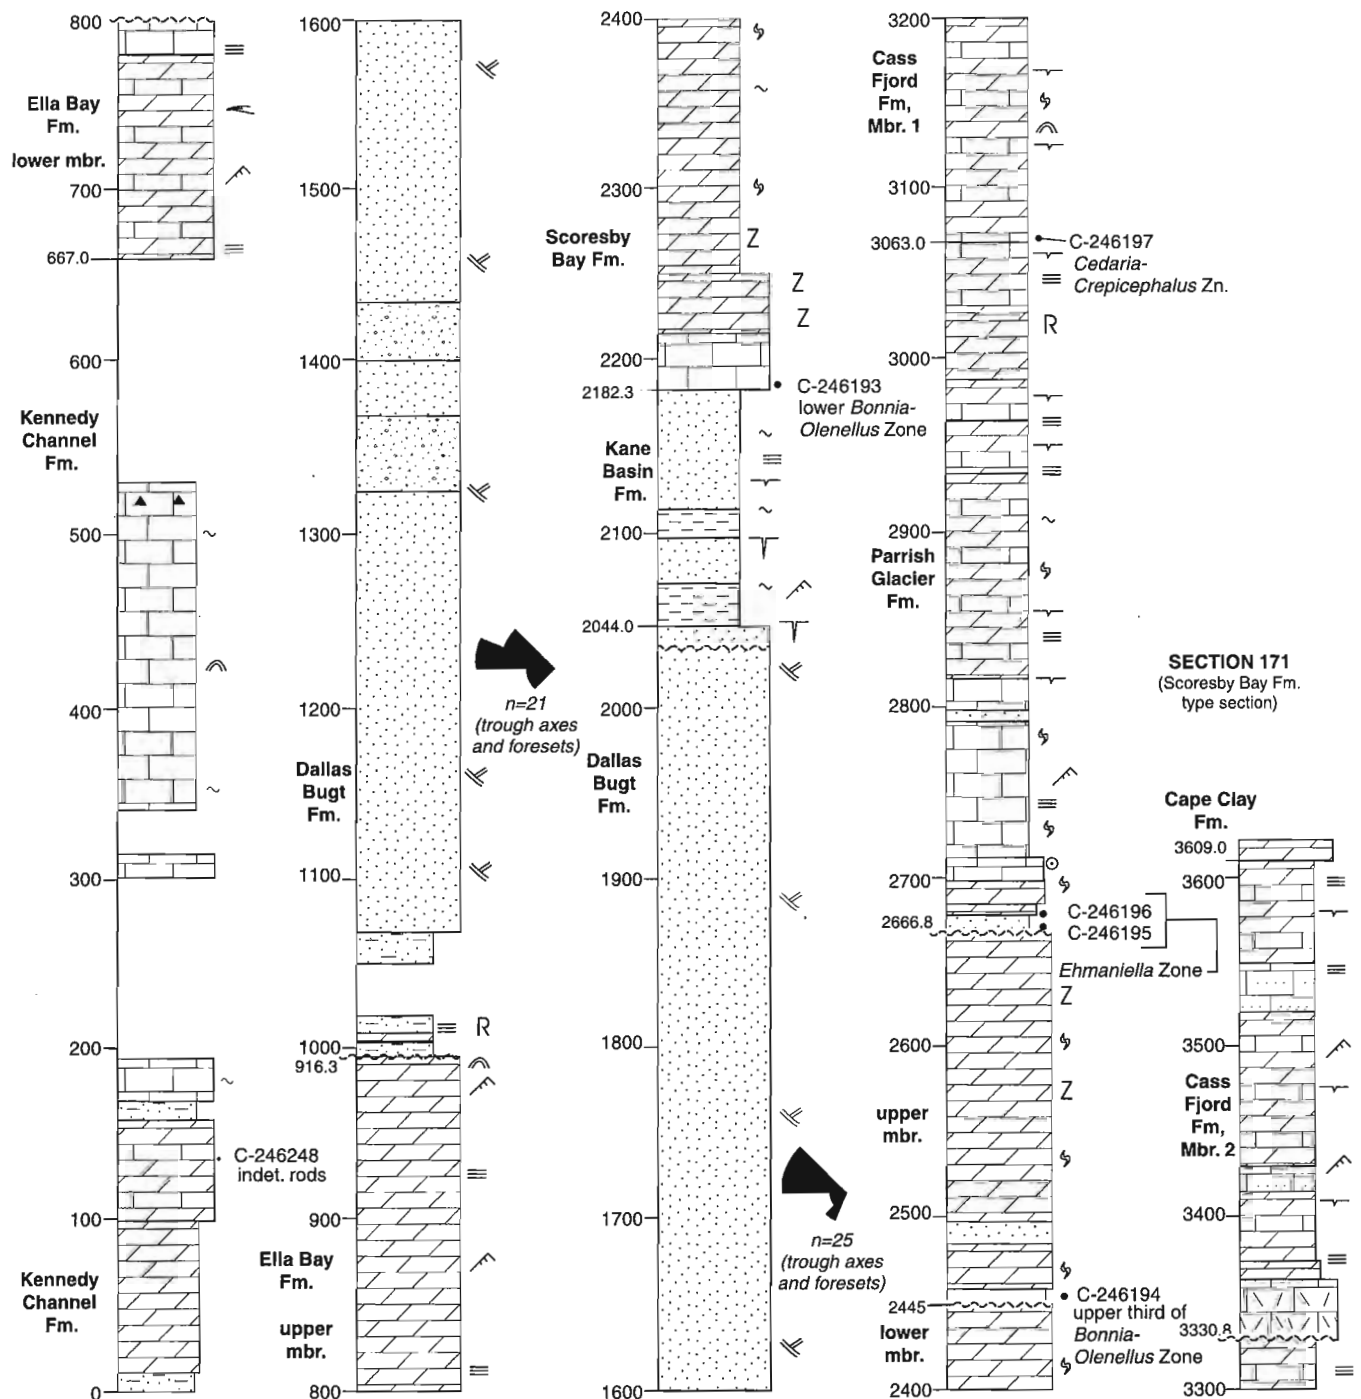 800
Ella Bay
Fm.
lower mbr.
700
667.0
600
Kennedy
Channel
Fm.
500
400
300
200
C-246248
indet. rods
100
Kennedy
Channel
Fm.
0
1600
1500
1400
1300
n=21
(trough axes
and foresets)
1200
Dallas
Bugt
Fm.
1100
R
1000
916.3
900
Ella Bay
Fm.
upper
mbr.
800
2400
2300
Scoresby
Bay Fm.
Z
Z
Z
2200
2182.3
C-246193
lower Bonnia-
Olenellus Zone
Kane
Basin
Fm.
2100
2044.0
2000
Dallas
Bugt
Fm.
1900
1800
1700
n=25
(trough axes
and foresets)
1600
3200
Cass
Fjord
Fm,
Mbr. 1
3100
3063.0
C-246197
Cedaria-
Crepicephalus Zn.
R
3000
2900
Parrish
Glacier
Fm.
2800
2700
2666.8
C-246196
C-246195
Ehmaniella Zone
Z
2600
Z
upper
mbr.
2500
2445
C-246194
upper third of
Bonnia-
Olenellus Zone
lower
mbr.
2400
SECTION 171
(Scoresby Bay Fm.
type section)
Cape Clay
Fm.
3609.0
3600
3500
Cass
Fjord
Fm,
Mbr. 2
3400
3330.8
3300